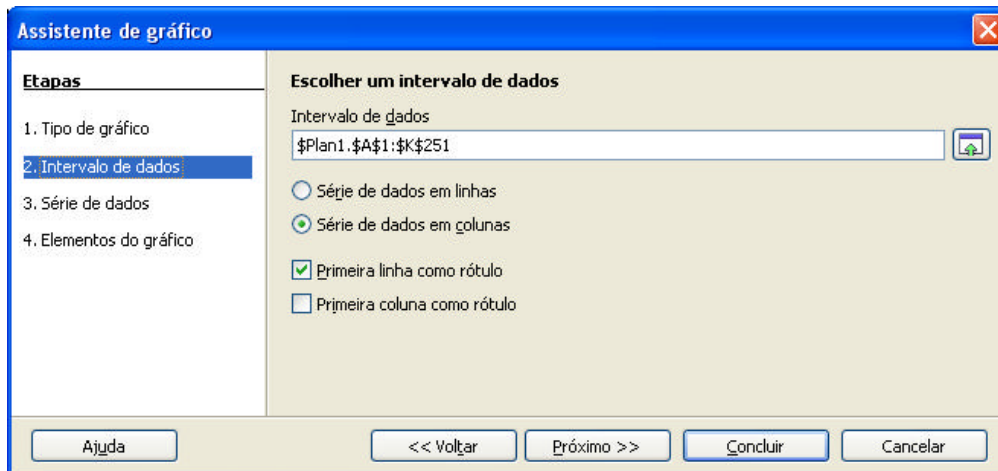 Assistente de gráfico
Etapas
1. Tipo de gráfico
2. Intervalo de dados
3. Série de dados
4. Elementos do gráfico
Escolher um intervalo de dados
Intervalo de dados
$Plan1.$A$1:$K$251
Série de dados em linhas
Série de dados em colunas
Primeira linha como rótulo
Primeira coluna como rótulo
Ajuda
<< Voltar
Próximo >>
Concluir
Cancelar